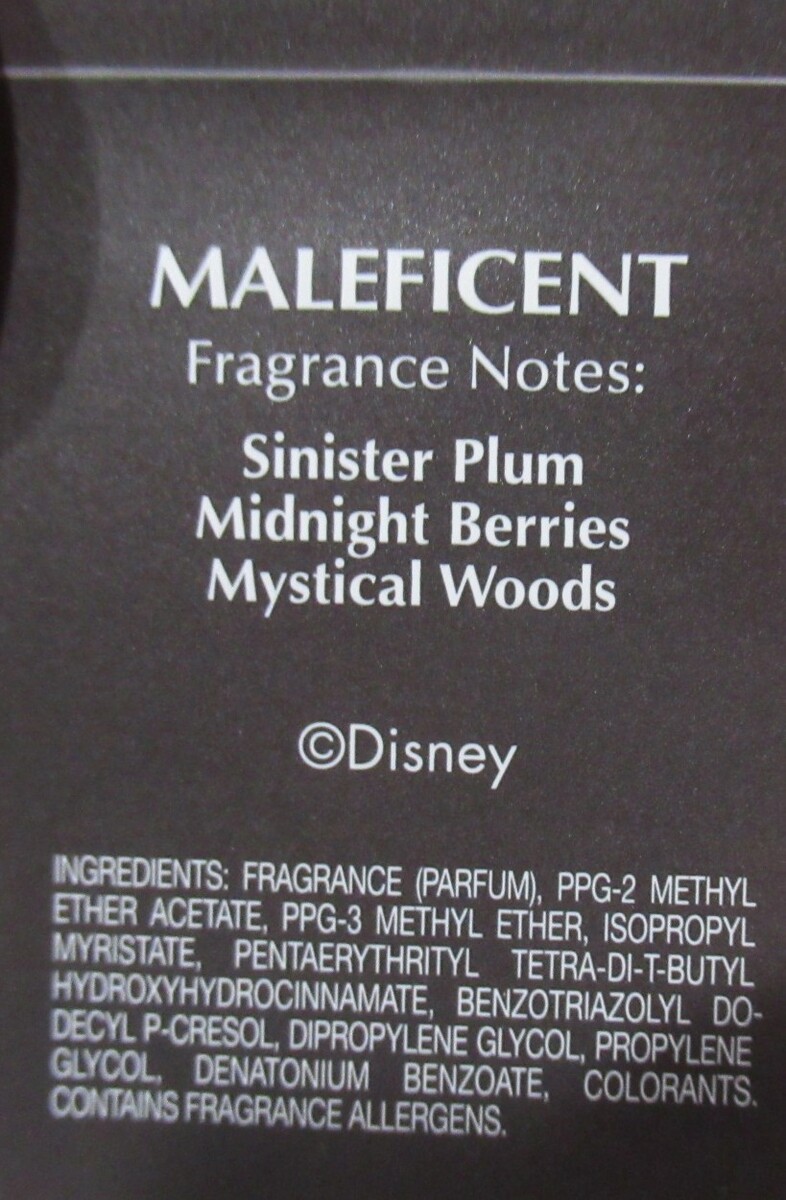 MALEFICENT
Fragrance Notes:
Sinister Plum
Midnight Berries
Mystical Woods
©Disney
INGREDIENTS: FRAGRANCE (PARFUM), PPG-2 METHYL
ETHER ACETATE, PPG-3 METHYL ETHER, ISOPROPYL
MYRISTATE, PENTAERYTHRITYL TETRA-DI-T-BUTYL
HYDROXYHYDROCINNAMATE, BENZOTRIAZOLYL DO-
DECYL P-CRESOL, DIPROPYLENE GLYCOL, PROPYLENE
GLYCOL, DENATONIUM BENZOATE, COLORANTS.
CONTAINS FRAGRANCE ALLERGENS.